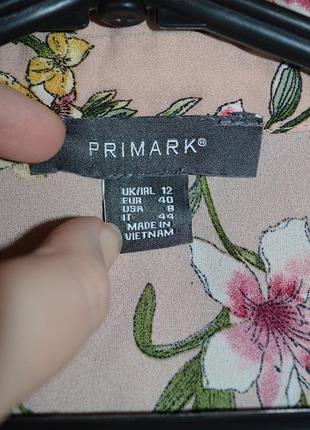 PRIMARK®
UK/IRL 12
EUR 40
USA 8
IT 44
MADE IN
VIETNAM